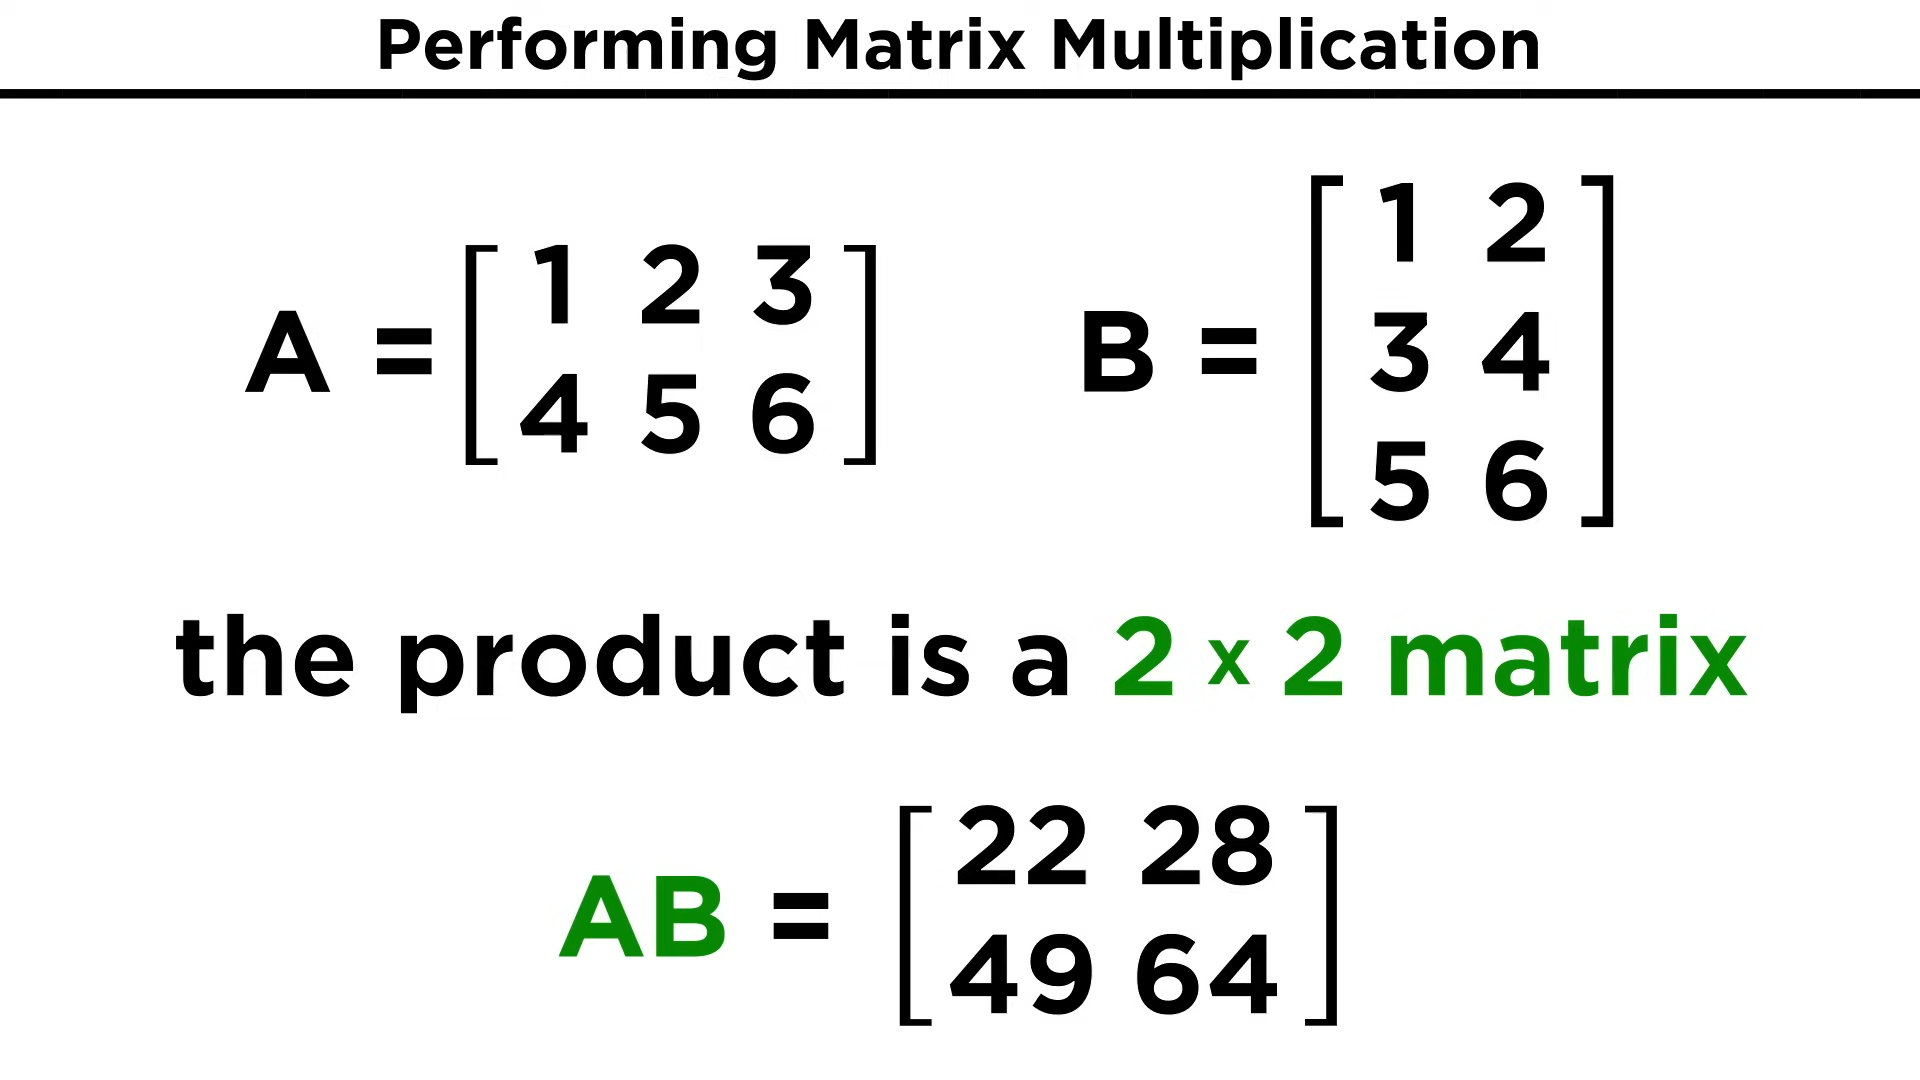 Performing Matrix Multiplication
A = [1 2 3
4 5 6]
B = [1 2
3 4
5 6]
the product is a 2 x 2 matrix
AB = [22 28
49 64]